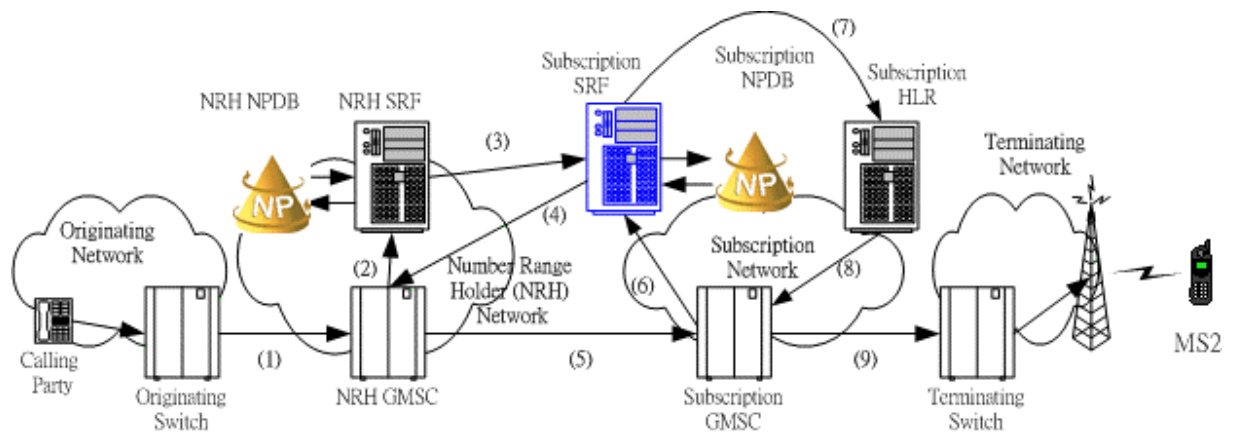 (7)
Subscription
SRF
Subscription
NPDB
Subscription
HLR
NRH NPDB
NRH SRF
(3)
Terminating
Network
NP
NP
(4)
Originating
Network
(2)
Number Range
Holder (NRH)
Network
(6)
Subscription
Network
(8)
(1)
(5)
(9)
MS2
Calling
Party
Originating
Switch
NRH GMSC
Subscription
GMSC
Terminating
Switch